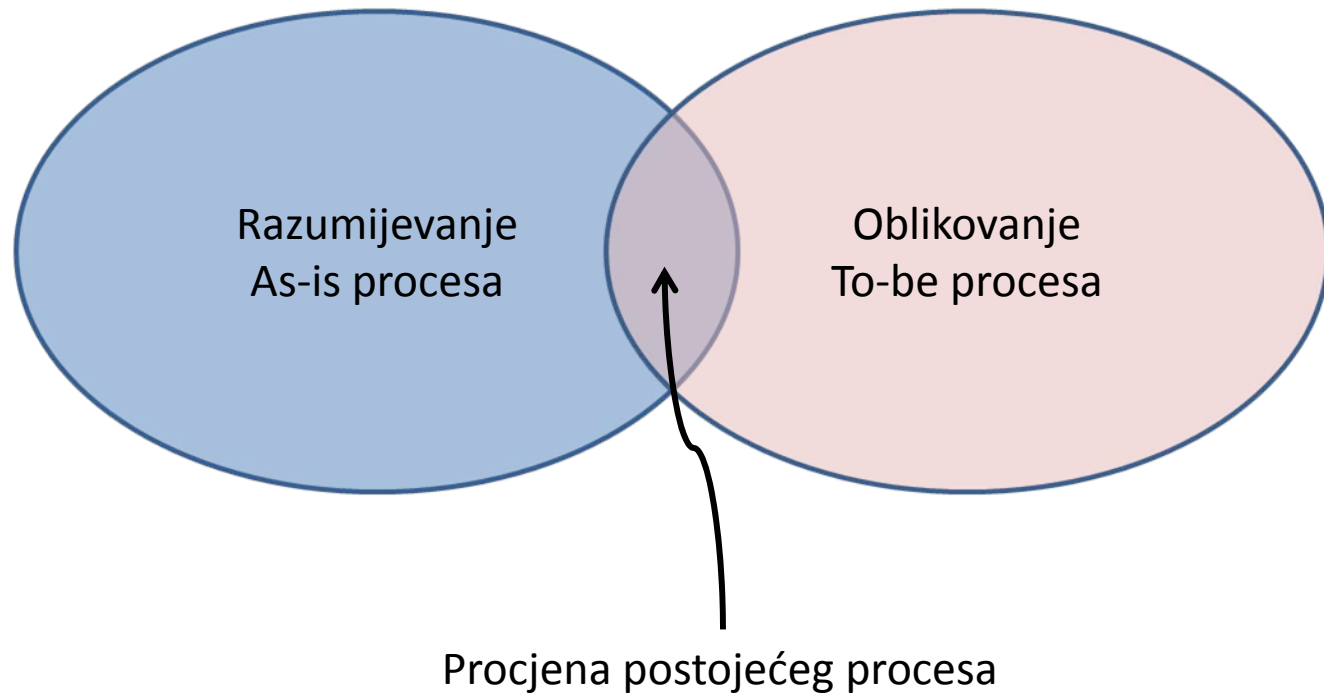 Razumijevanje
As-is procesa
Oblikovanje
To-be procesa
Procjena postojećeg procesa